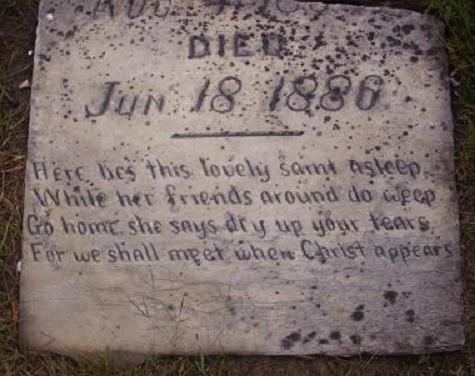 AUG
DIED
JUN 18 1886
Here lies this lovely saint asleep
While her friends around do weep
Go home she says dry up your tears
For we shall meet when Christ appears